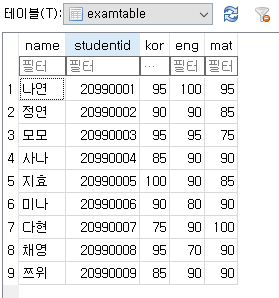 테이블(T): examtable
name studentid kor eng mat
필터 필터 ... 필터 필터
1 나연 20990001 95 100 95
2 정연 20990002 90 90 85
3 모모 20990003 95 95 75
4 사나 20990004 85 90 90
5 지효 20990005 100 90 85
6 미나 20990006 90 80 90
7 다현 20990007 75 90 100
8 채영 20990008 95 70 90
9 쯔위 20990009 85 90 90